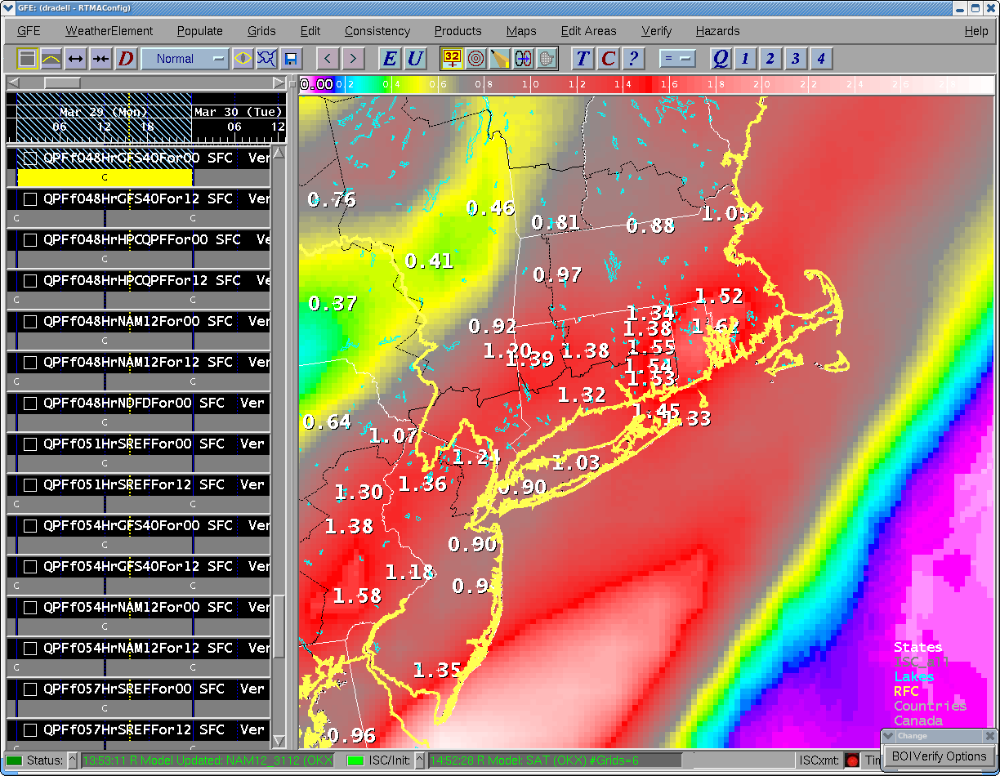 GFE: (dradell - RTMAConfig)
GFE WeatherElement Populate Grids Edit Consistency Products Maps Edit Areas Verify Hazards Help
D Normal < > E U 32 T C ? = Q 1 2 3 4
0.00 0.2 0.4 0.6 0.8 1.0 1.2 1.4 1.6 1.8 2.0 2.2 2.4 2.6 2.8
Mar 29 (Mon) Mar 30 (Tue)
06 12 18 06 12
QPFf048HrGFS40For00 SFC Ver
C
QPFf048HrGFS40For12 SFC Ver
C C
QPFf048HrHPCQPFFor00 SFC Ve
C
QPFf048HrHPCQPFFor12 SFC Ve
C C
QPFf048HrNAM12For00 SFC Ver
C
QPFf048HrNAM12For12 SFC Ver
C C
QPFf048HrNDFDFor00 SFC Ver
C
QPFf051HrSREFFor00 SFC Ver
C
QPFf051HrSREFFor12 SFC Ver
C C
QPFf054HrGFS40For00 SFC Ver
C
QPFf054HrGFS40For12 SFC Ver
C C
QPFf054HrNAM12For00 SFC Ver
C
QPFf054HrNAM12For12 SFC Ver
C C
QPFf057HrSREFFor00 SFC Ver
C
QPFf057HrSREFFor12 SFC Ver
0.76
0.46
1.05
0.81
0.88
0.41
0.97
0.37
1.52
1.34
0.92
1.38
1.62
1.55
1.20
1.39
1.38
1.54
1.53
1.32
1.45
1.33
0.64
1.07
1.24
1.03
1.36
0.90
1.30
1.38
0.90
1.18
0.9
1.58
1.35
0.96
States
ISC_all
Lakes
RFC
Countries
Canada
Change
BOIVerify Options
Status: ^ 13:53:11 R Model Updated: NAM12_3112 (OKX ISC/Init: ^ 14:52:28 R Model: SAT (OKX) #Grids=6 ISCxmt: Tin